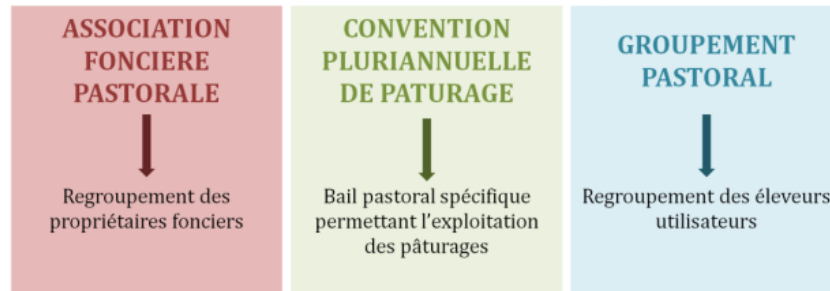 ASSOCIATION
FONCIERE
PASTORALE
Regroupement des
propriétaires fonciers
CONVENTION
PLURIANNUELLE
DE PATURAGE
Bail pastoral spécifique
permettant l'exploitation
des pâturages
GROUPEMENT
PASTORAL
Regroupement des éleveurs
utilisateurs